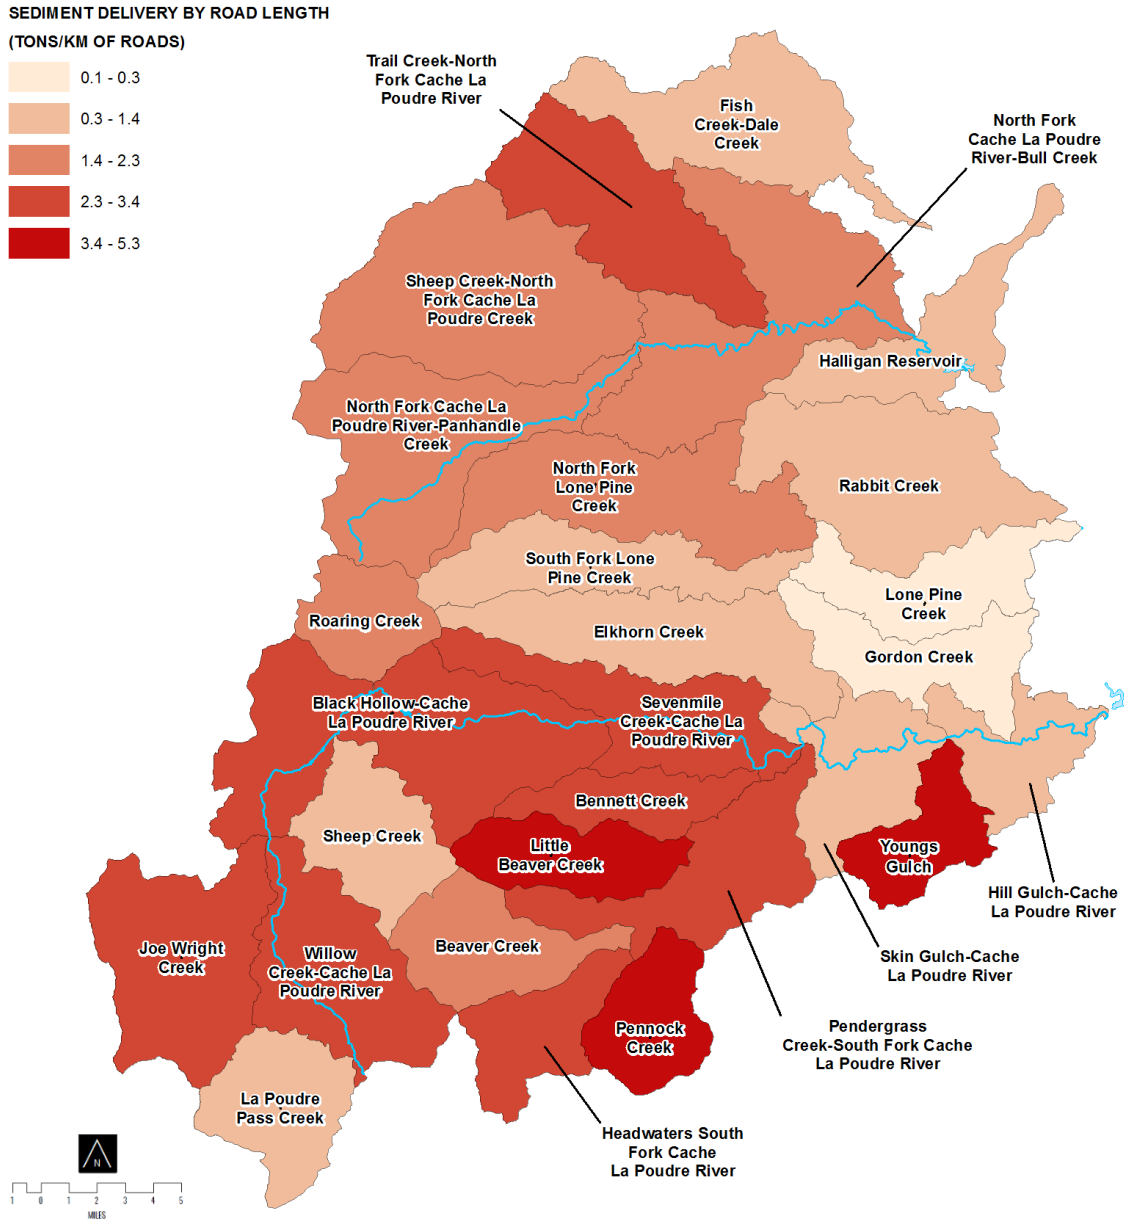 SEDIMENT DELIVERY BY ROAD LENGTH
(TONS/KM OF ROADS)
0.1 - 0.3
0.3 - 1.4
1.4 - 2.3
2.3 - 3.4
3.4 - 5.3
Trail Creek-North
Fork Cache La
Poudre River
Fish
Creek-Dale
Creek
North Fork
Cache La Poudre
River-Bull Creek
Sheep Creek-North
Fork Cache La
Poudre Creek
Halligan Reservoir
North Fork Cache La
Poudre River-Panhandle
Creek
North Fork
Lone Pine
Creek
Rabbit Creek
South Fork Lone
Pine Creek
Lone Pine
Creek
Roaring Creek
Elkhorn Creek
Gordon Creek
Black Hollow-Cache
La Poudre River
Sevenmile
Creek-Cache La
Poudre River
Bennett Creek
Sheep Creek
Little
Beaver Creek
Youngs
Gulch
Hill Gulch-Cache
La Poudre River
Joe Wright
Creek
Willow
Creek-Cache La
Poudre River
Beaver Creek
Skin Gulch-Cache
La Poudre River
Pennock
Creek
Pendergrass
Creek-South Fork Cache
La Poudre River
La Poudre
Pass Creek
Headwaters South
Fork Cache
La Poudre River
N
1 0 1 2 3 4 5
MILES